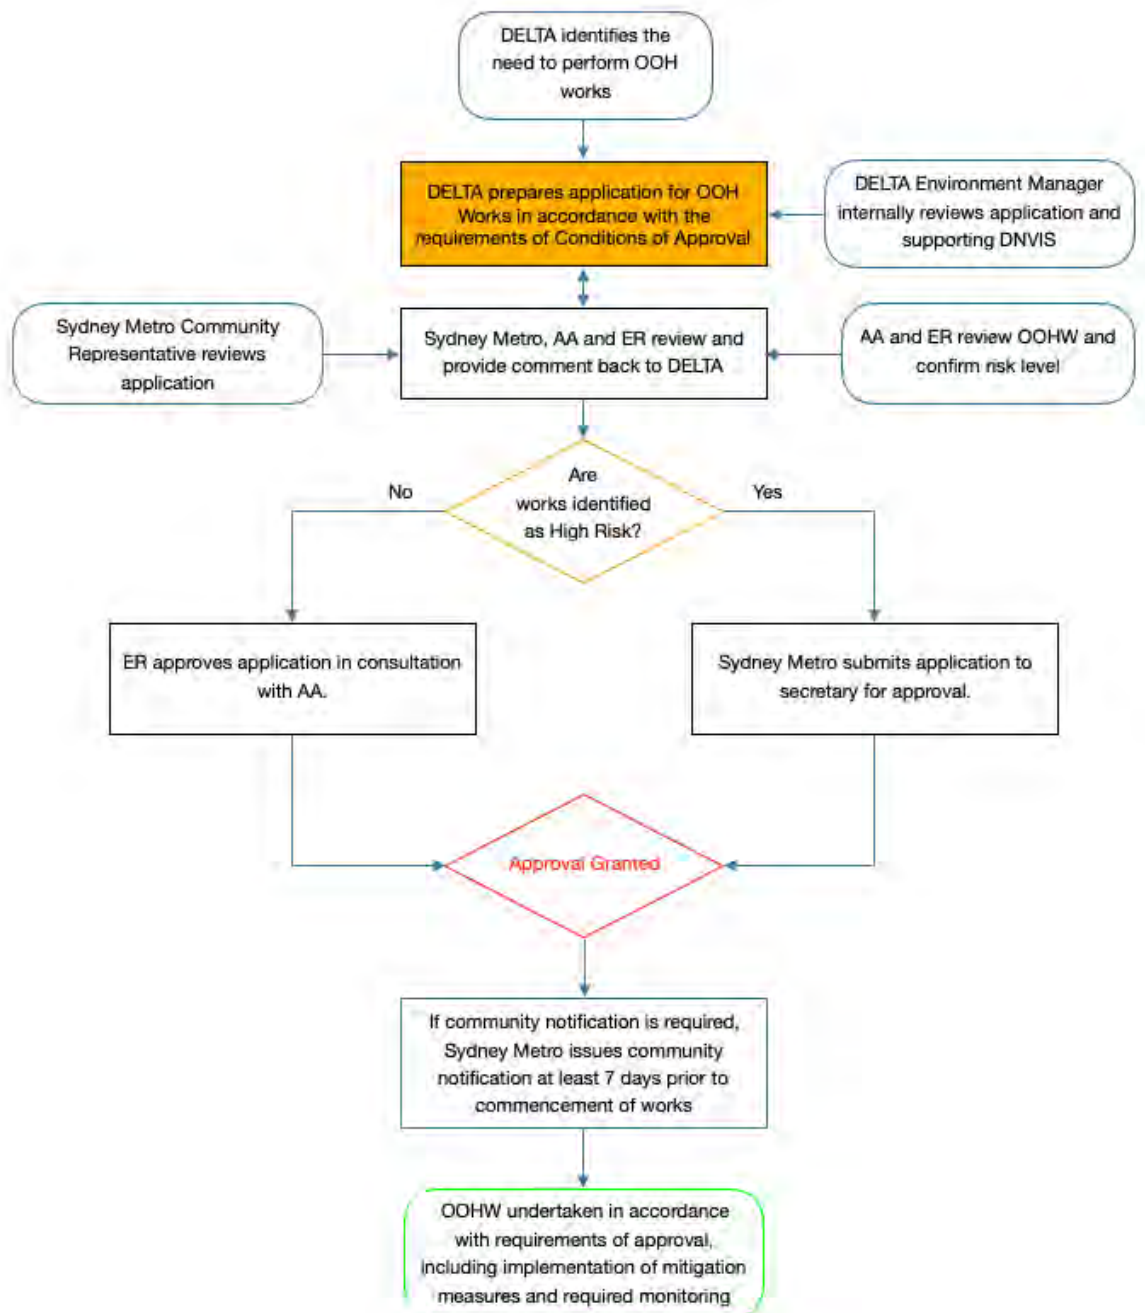 DELTA identifies the
need to perform OOH
works
DELTA prepares application for OOH
Works in accordance with the
requirements of Conditions of Approval
DELTA Environment Manager
internally reviews application and
supporting DNVIS
Sydney Metro Community
Representative reviews
application
Sydney Metro, AA and ER review and
provide comment back to DELTA
AA and ER review OOHW and
confirm risk level
Are
works identified
as High Risk?
No
Yes
ER approves application in consultation
with AA.
Sydney Metro submits application to
secretary for approval.
Approval Granted
If community notification is required,
Sydney Metro issues community
notification at least 7 days prior to
commencement of works
OOHW undertaken in accordance
with requirements of approval,
including implementation of mitigation
measures and required monitoring